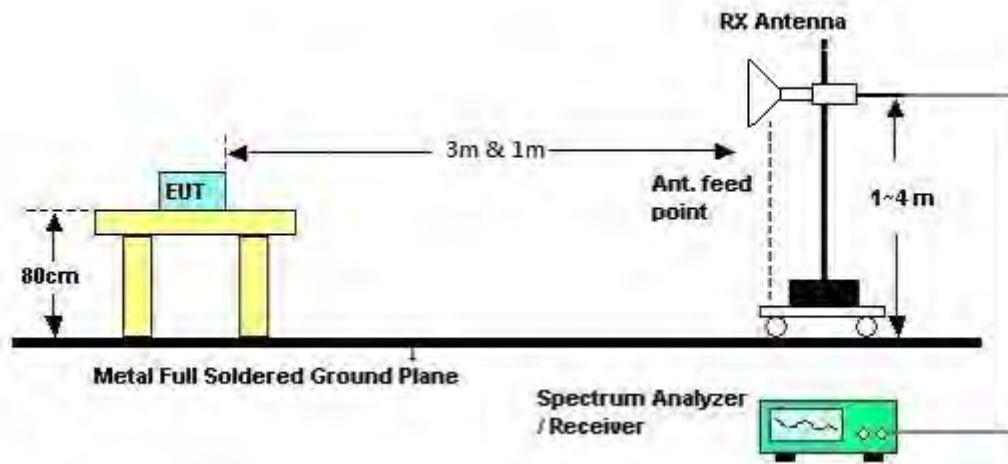 RX Antenna
3m & 1m
EUT
Ant. feed
point
1~4 m
80cm
Metal Full Soldered Ground Plane
Spectrum Analyzer
/ Receiver